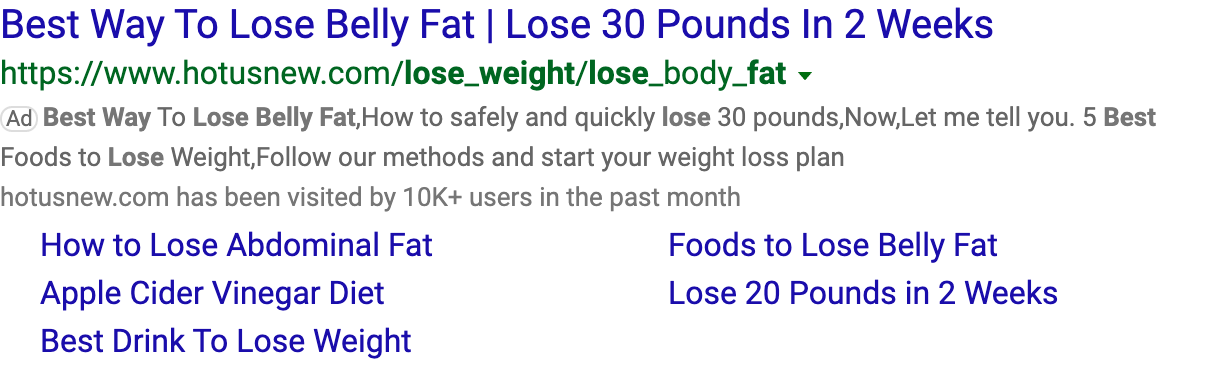 Best Way To Lose Belly Fat | Lose 30 Pounds In 2 Weeks
https://www.hotusnew.com/lose_weight/lose_body_fat
Ad Best Way To Lose Belly Fat,How to safely and quickly lose 30 pounds,Now,Let me tell you. 5 Best
Foods to Lose Weight,Follow our methods and start your weight loss plan
hotusnew.com has been visited by 10K+ users in the past month
How to Lose Abdominal Fat Foods to Lose Belly Fat
Apple Cider Vinegar Diet Lose 20 Pounds in 2 Weeks
Best Drink To Lose Weight